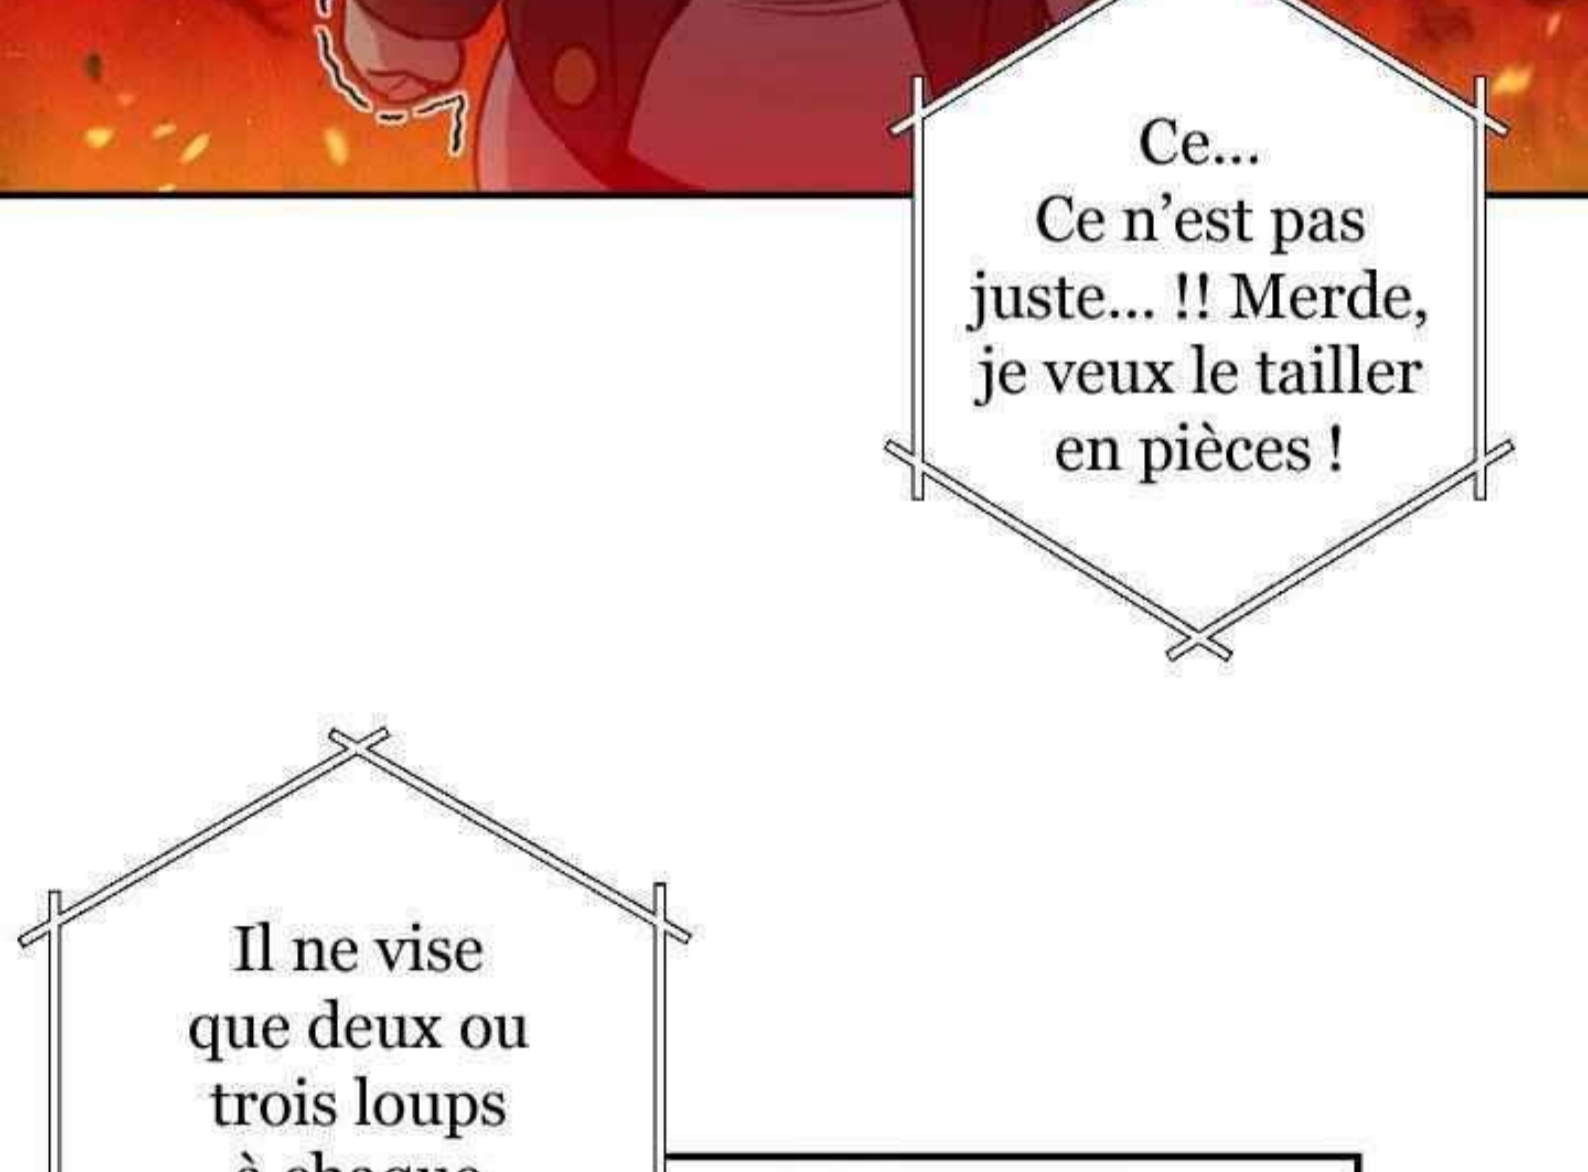 Ce...
Ce n’est pas
juste... !! Merde,
je veux le tailler
en pièces !
Il ne vise
que deux ou
trois loups
à chaque